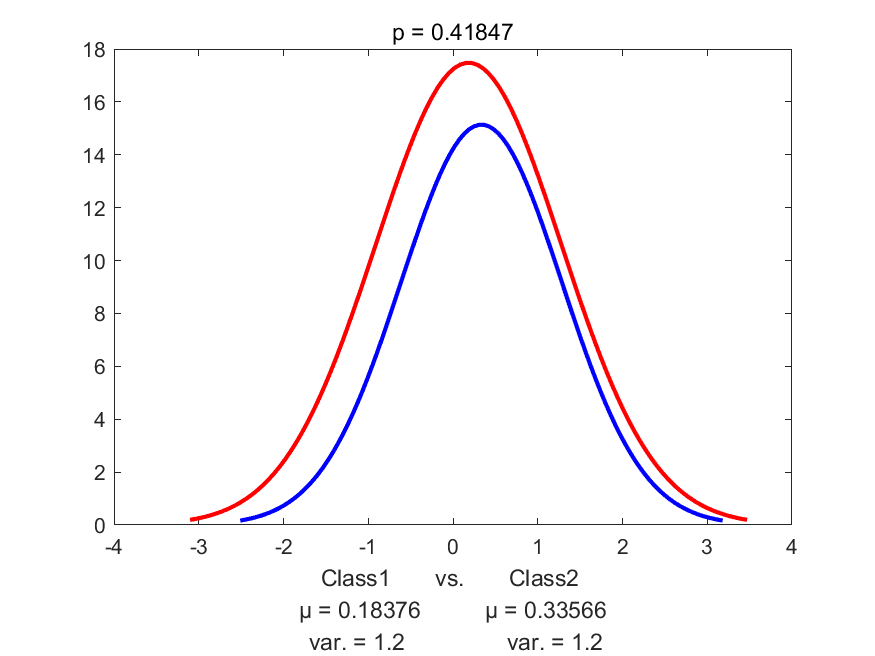 p = 0.41847
18
16
14
12
10
8
6
4
2
0
-4 -3 -2 -1 0 1 2 3 4
Class1 vs. Class2
μ = 0.18376 μ = 0.33566
var. = 1.2 var. = 1.2